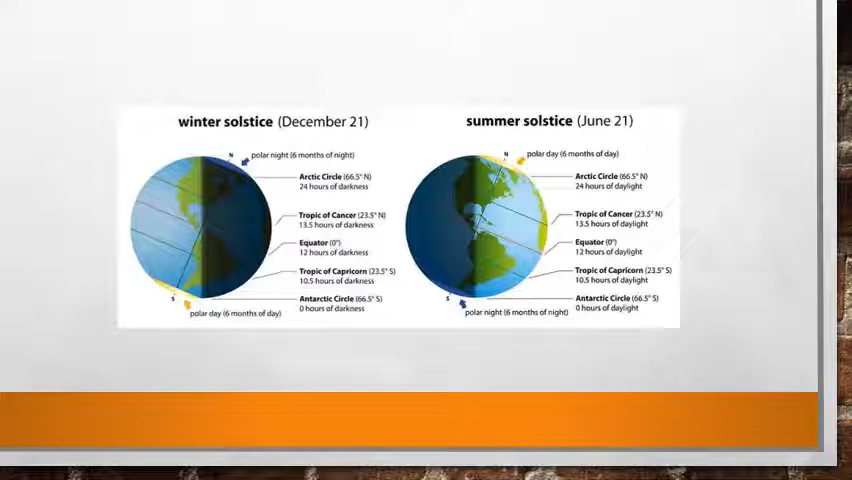 winter solstice (December 21)
N
polar night (6 months of night)
Arctic Circle (66.5° N)
24 hours of darkness
Tropic of Cancer (23.5° N)
13.5 hours of darkness
Equator (0°)
12 hours of darkness
Tropic of Capricorn (23.5° S)
10.5 hours of darkness
Antarctic Circle (66.5° S)
0 hours of darkness
S
polar day (6 months of day)
summer solstice (June 21)
N
polar day (6 months of day)
Arctic Circle (66.5° N)
24 hours of daylight
Tropic of Cancer (23.5° N)
13.5 hours of daylight
Equator (0°)
12 hours of daylight
Tropic of Capricorn (23.5° S)
10.5 hours of daylight
Antarctic Circle (66.5° S)
0 hours of daylight
S
polar night (6 months of night)